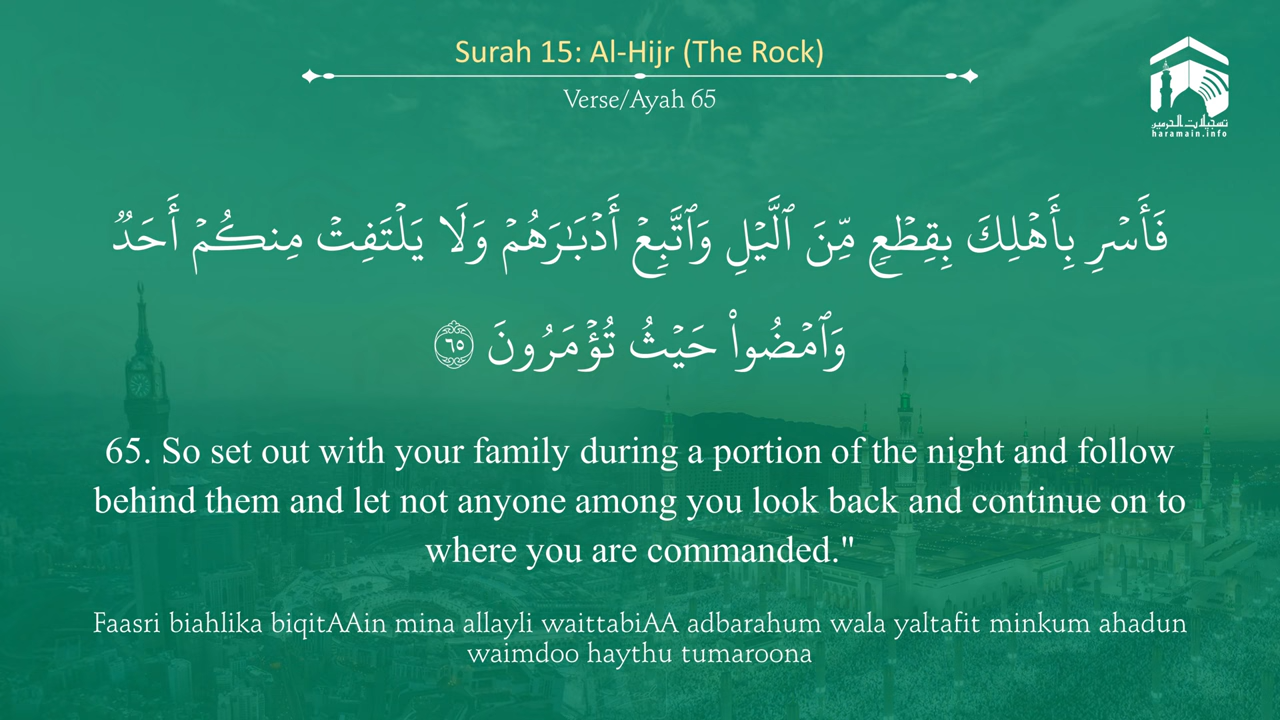 Surah 15: Al-Hijr (The Rock)
Verse/Ayah 65
تسجيلات الحرمين
haramain.info
فَأَسْرِ بِأَهْلِكَ بِقِطْعٍ مِّنَ ٱلَّيْلِ وَٱتَّبِعْ أَدْبَـٰرَهُمْ وَلَا يَلْتَفِتْ مِنكُمْ أَحَدٌ
وَٱمْضُوا۟ حَيْثُ تُؤْمَرُونَ ٦٥
65. So set out with your family during a portion of the night and follow
behind them and let not anyone among you look back and continue on to
where you are commanded."
Faasri biahlika biqitAAin mina allayli waittabiAA adbarahum wala yaltafit minkum ahadun
waimdoo haythu tumaroona